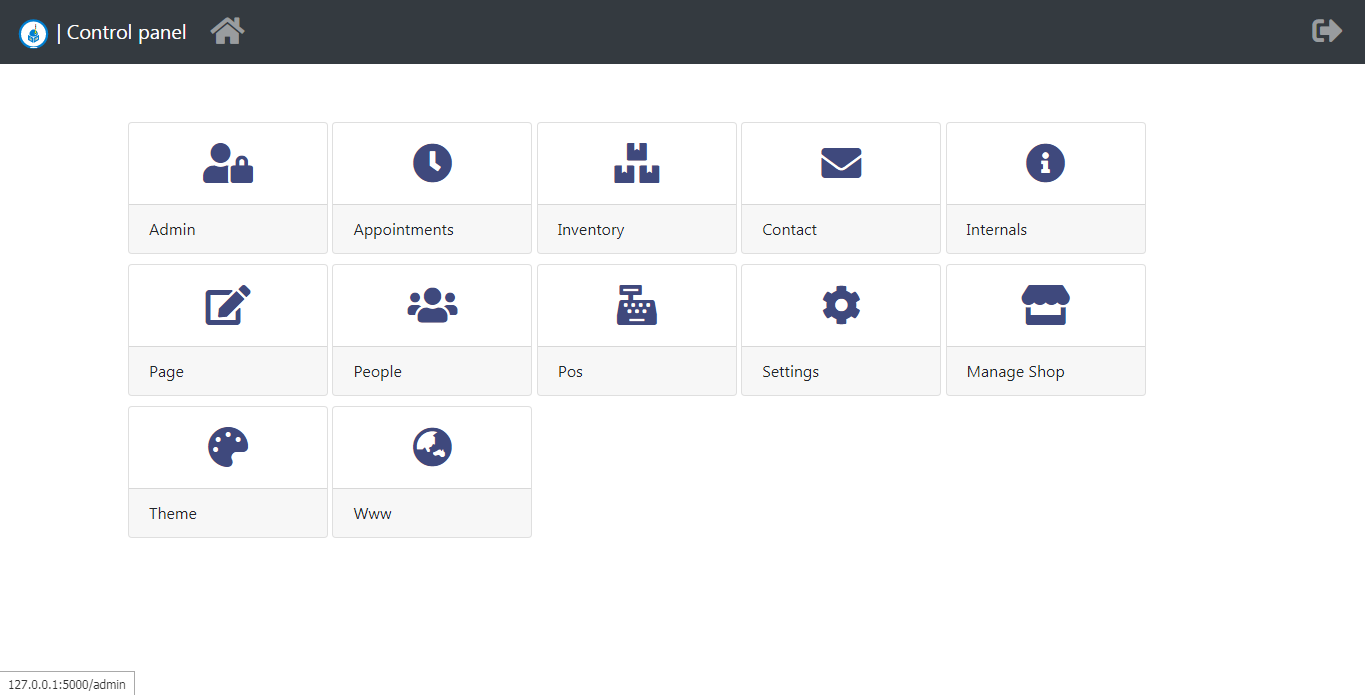 | Control panel
Admin
Appointments
Inventory
Contact
Internals
Page
People
Pos
Settings
Manage Shop
Theme
Www
127.0.0.1:5000/admin